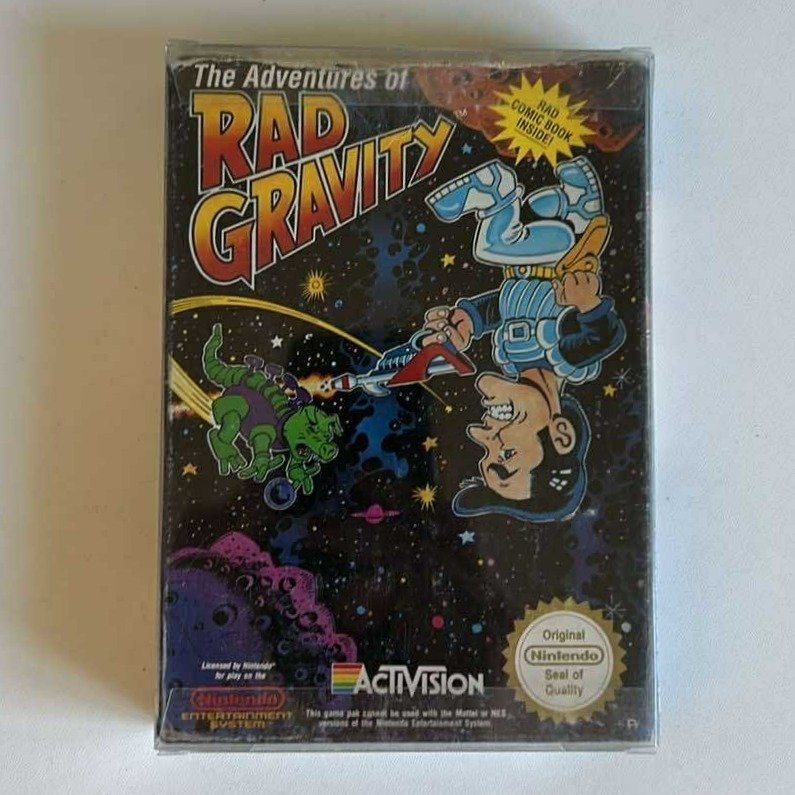 The Adventures of
RAD
GRAVITY™
RAD
COMIC BOOK
INSIDE!
Licensed by Nintendo®
for play on the
Nintendo
ENTERTAINMENT
SYSTEM™
ACTIVISION
This game pak cannot be used with the Mattel or NES
versions of the Nintendo Entertainment System.
Original
Nintendo
Seal of
Quality